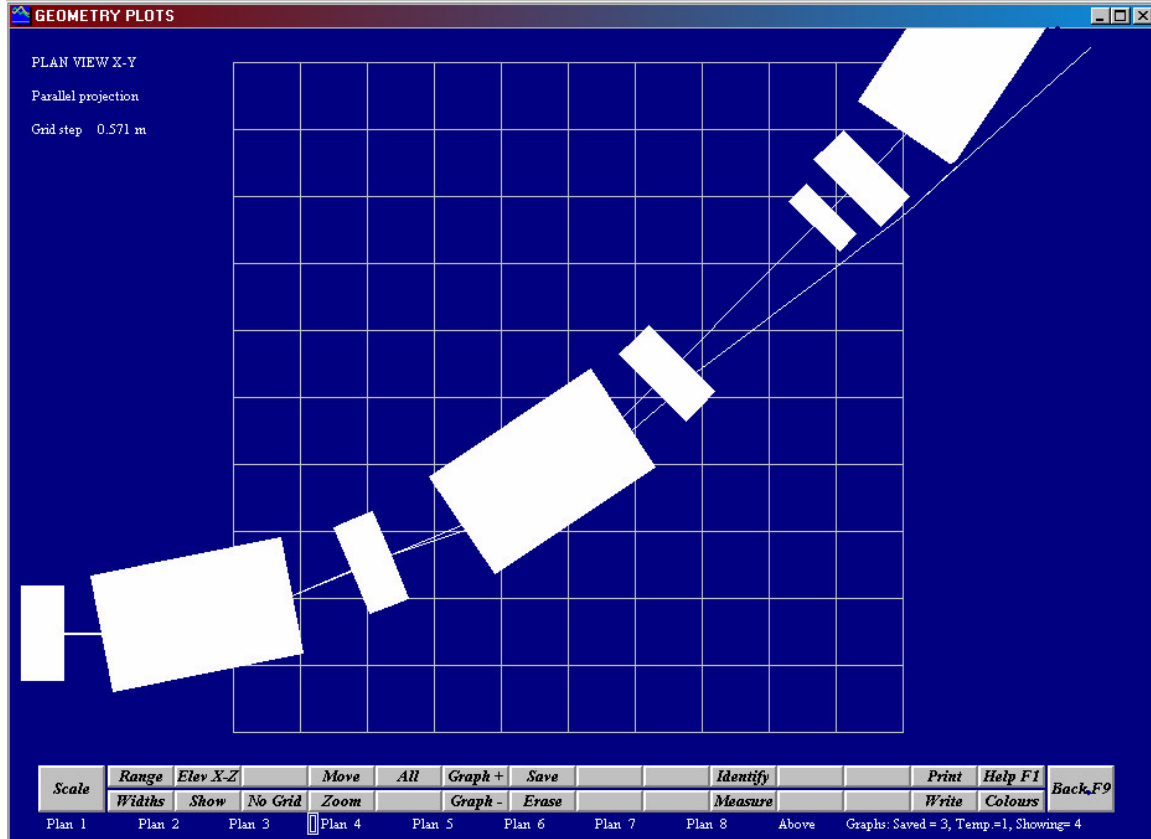 GEOMETRY PLOTS
PLAN VIEW X-Y
Parallel projection
Grid step 0.571 m
Scale Range Elev X-Z Move All Graph + Save Identify Print Help F1 Back F9
Widths Show No Grid Zoom Graph - Erase Measure Write Colours
Plan 1 Plan 2 Plan 3 Plan 4 Plan 5 Plan 6 Plan 7 Plan 8 Above Graphs: Saved = 3, Temp.=1, Showing= 4